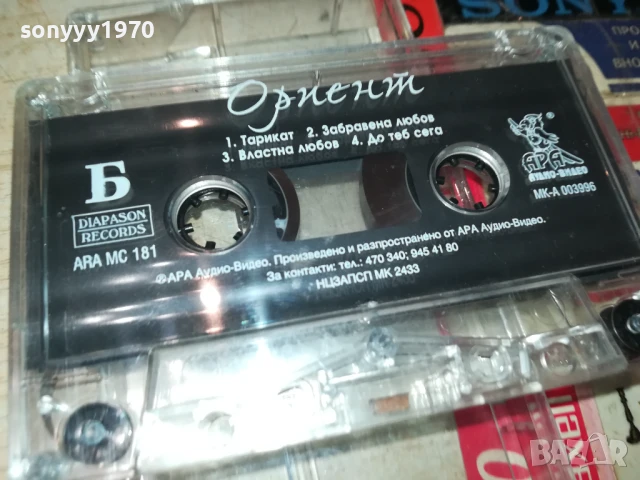 sonyyy1970
SONY
Ориент
1. Тарикат 2. Забравена любов
3. Властна любов 4. До теб сега
Б
DIAPASON
RECORDS
ARA MC 181
АРА
АУДИО-ВИДЕО
МК-А 003996
®АРА Аудио-Видео. Произведено и разпространено от АРА Аудио-Видео.
За контакти: тел.: 470 340; 945 41 80
НЦЗАПСП МК 2433
BAZAR
bg